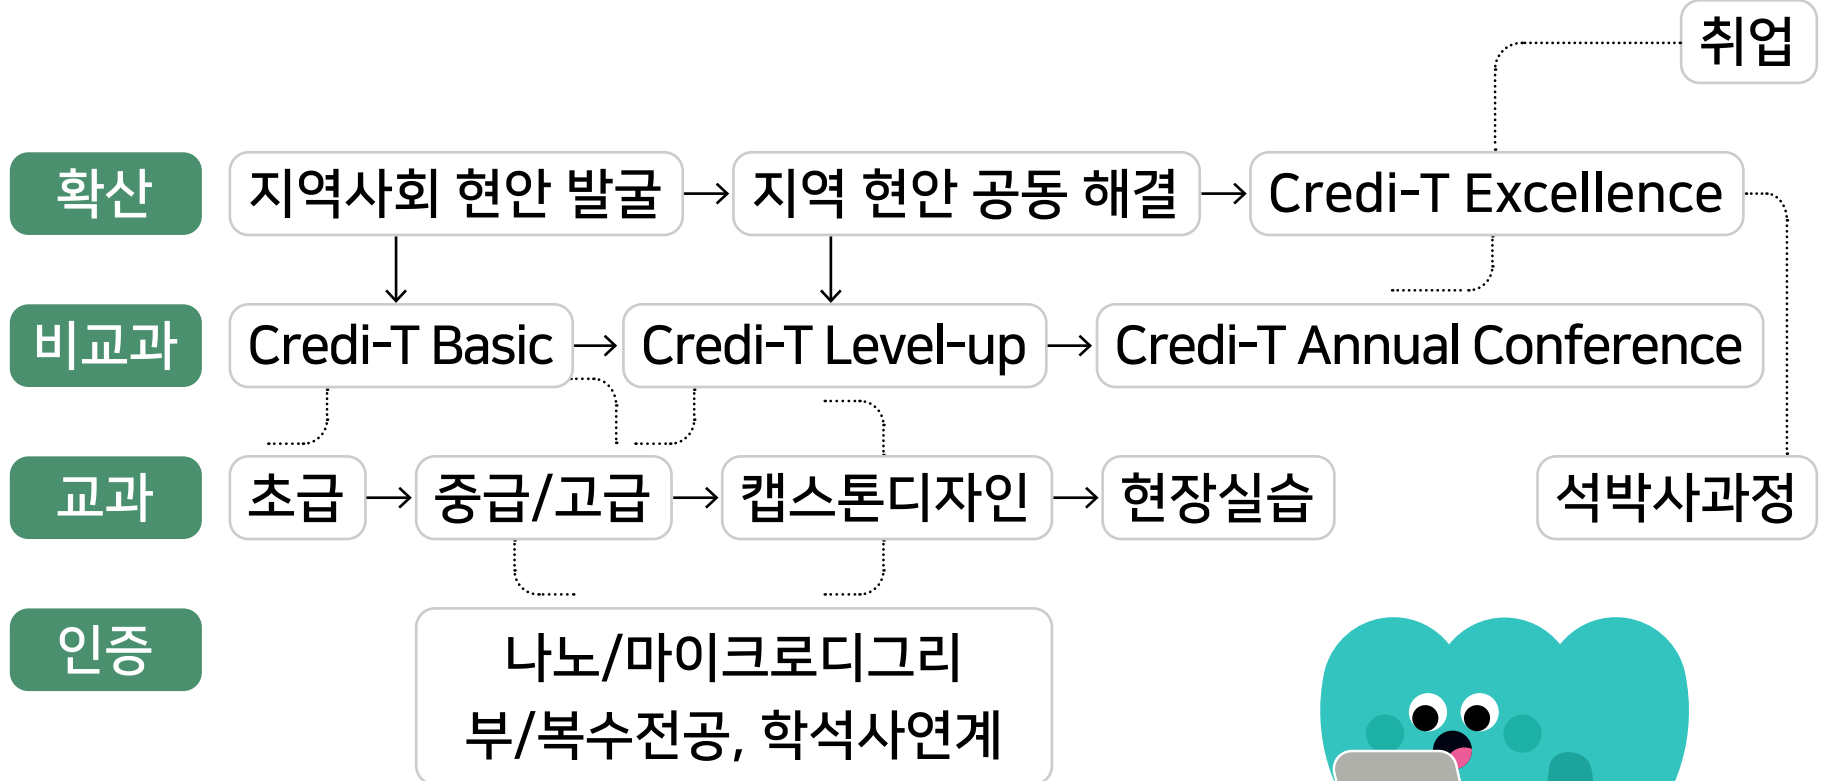 취업
확산
지역사회 현안 발굴
지역 현안 공동 해결
Credi-T Excellence
비교과
Credi-T Basic
Credi-T Level-up
Credi-T Annual Conference
교과
초급
중급/고급
캡스톤디자인
현장실습
석박사과정
인증
나노/마이크로디그리
부/복수전공, 학석사연계